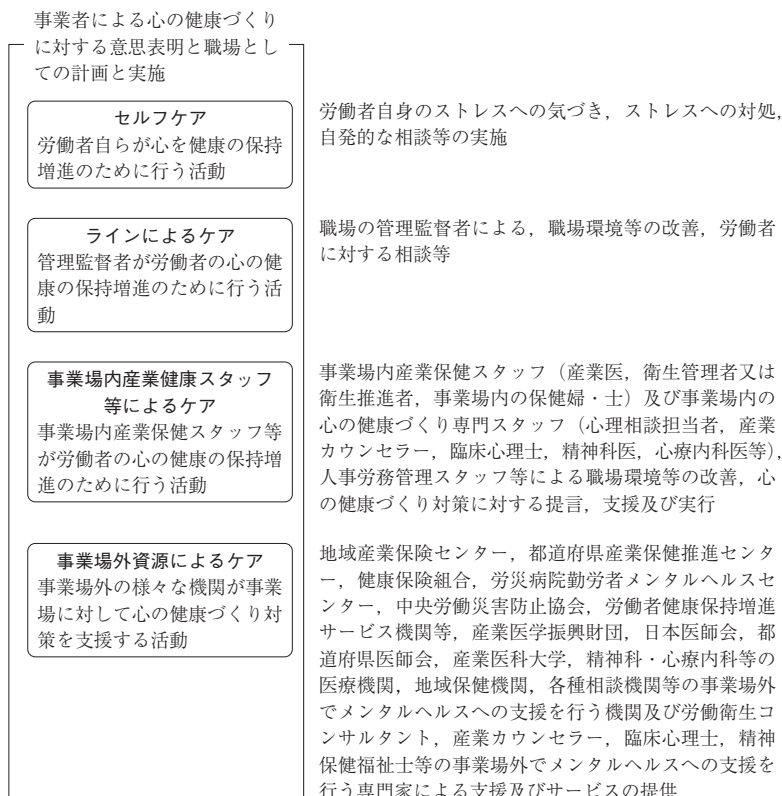 事業者による心の健康づくり
に対する意思表明と職場とし
ての計画と実施
セルフケア
労働者自らが心を健康の保持
増進のために行う活動
労働者自身のストレスへの気づき，ストレスへの対処，
自発的な相談等の実施
ラインによるケア
管理監督者が労働者の心の健
康の保持増進のために行う活
動
職場の管理監督者による，職場環境等の改善，労働者
に対する相談等
事業場内産業健康スタッフ
等によるケア
事業場内産業保健スタッフ等
が労働者の心の健康の保持増
進のために行う活動
事業場内産業保健スタッフ（産業医，衛生管理者又は
衛生推進者，事業場内の保健婦・士）及び事業場内の
心の健康づくり専門スタッフ（心理相談担当者，産業
カウンセラー，臨床心理士，精神科医，心療内科医等），
人事労務管理スタッフ等による職場環境等の改善，心
の健康づくり対策に対する提言，支援及び実行
事業場外資源によるケア
事業場外の様々な機関が事業
場に対して心の健康づくり対
策を支援する活動
地域産業保険センター，都道府県産業保健推進センタ
ー，健康保険組合，労災病院勤労者メンタルヘルスセ
ンター，中央労働災害防止協会，労働者健康保持増進
サービス機関等，産業医学振興財団，日本医師会，都
道府県医師会，産業医科大学，精神科・心療内科等の
医療機関，地域保健機関，各種相談機関等の事業場外
でメンタルヘルスへの支援を行う機関及び労働衛生コ
ンサルタント，産業カウンセラー，臨床心理士，精神
保健福祉士等の事業場外でメンタルヘルスへの支援を
行う専門家による支援及びサービスの提供